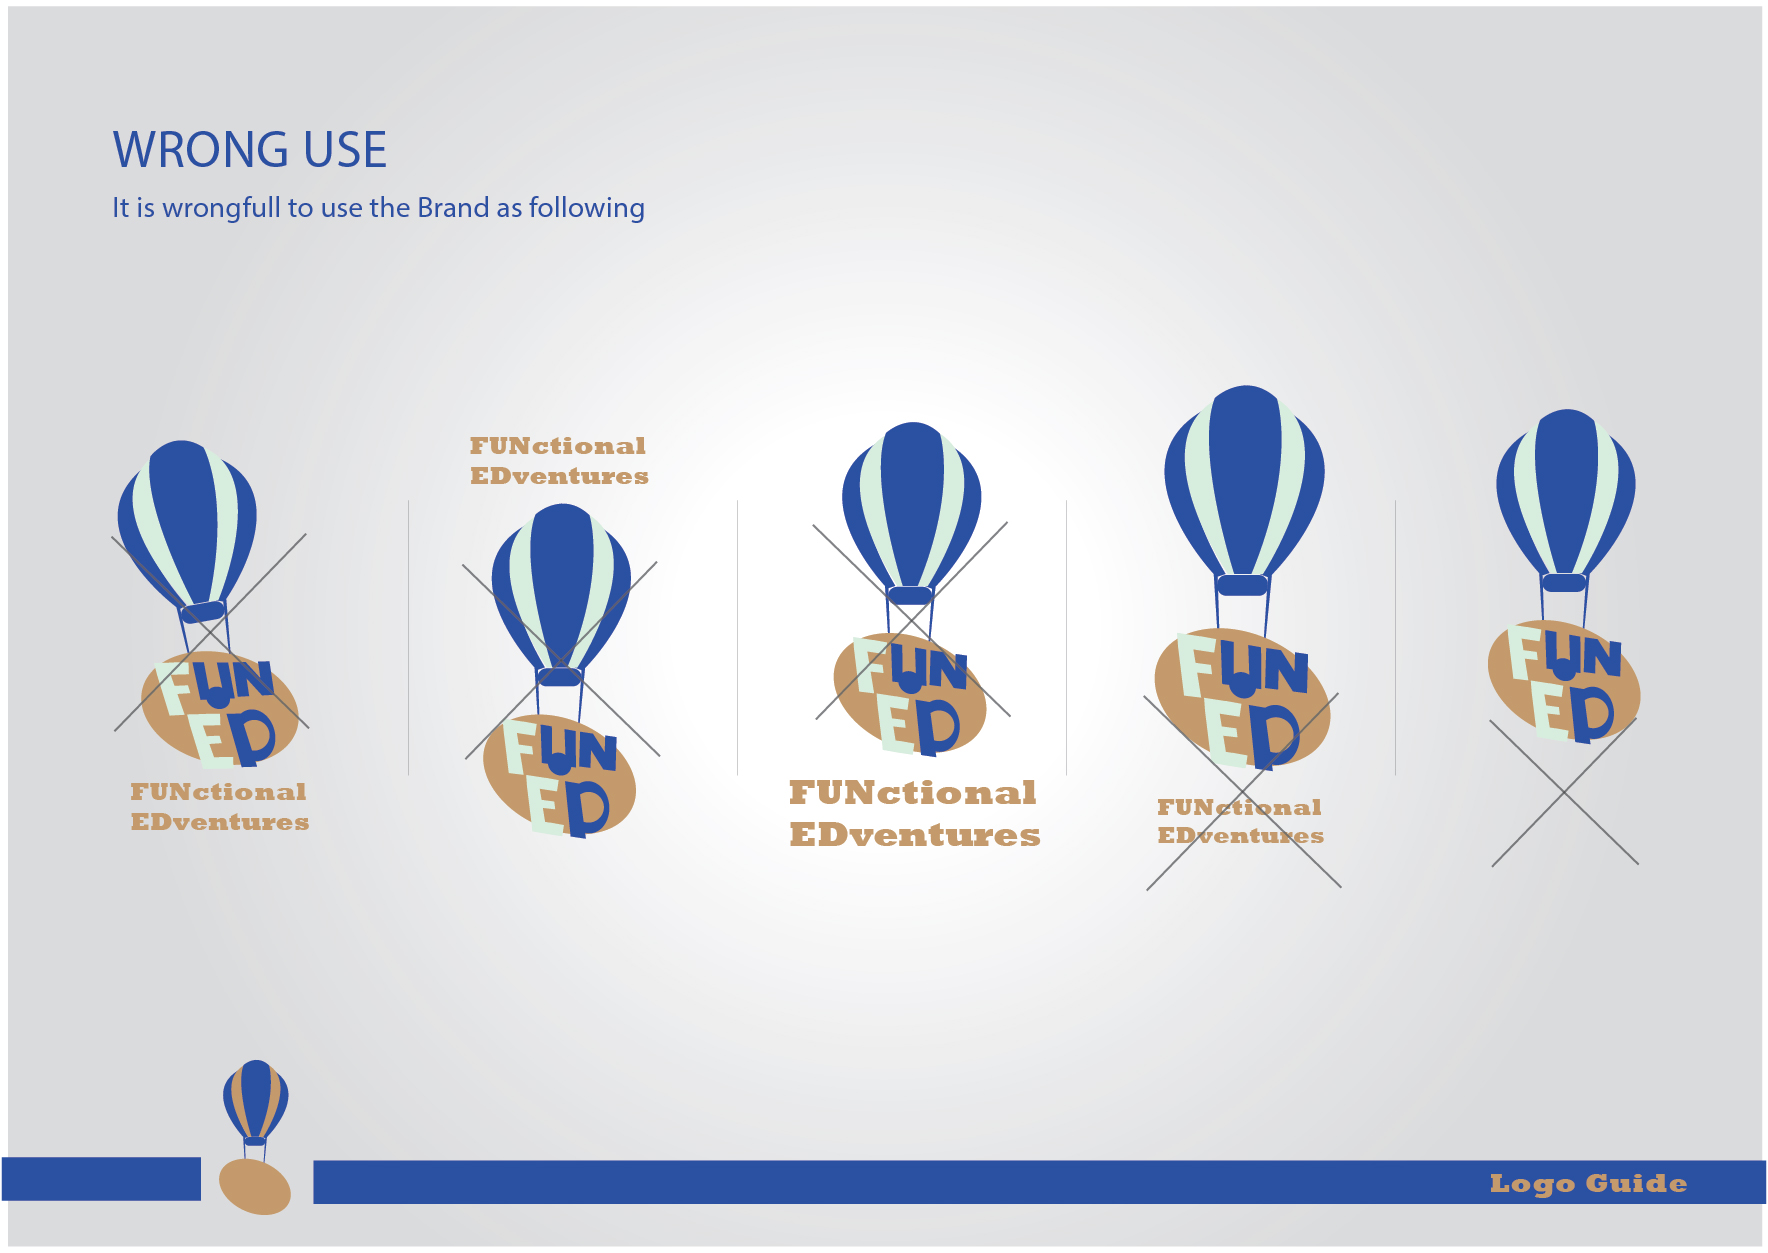 WRONG USE
It is wrongfull to use the Brand as following
FUN
ED
FUNctional
EDventures
FUNctional
EDventures
FUN
ED
FUN
ED
FUNctional
EDventures
FUN
ED
FUNctional
EDventures
FUN
ED
Logo Guide